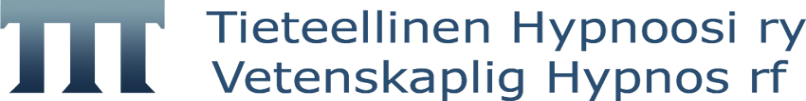 Tieteellinen Hypnoosi ry
Vetenskaplig Hypnos rf